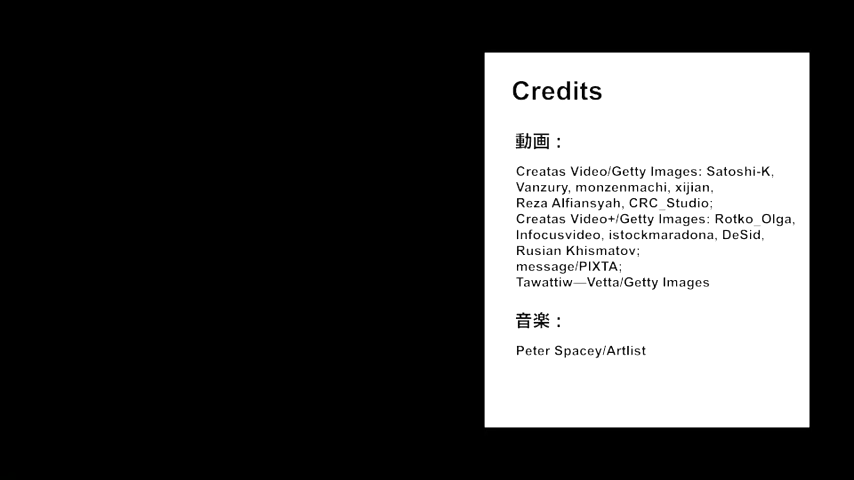 Credits
動画：
Creatas Video/Getty Images: Satoshi-K,
Vanzury, monzenmachi, xijian,
Reza Alfiansyah, CRC_Studio;
Creatas Video+/Getty Images: Rotko_Olga,
Infocusvideo, istockmaradona, DeSid,
Rusian Khismatov;
message/PIXTA;
Tawattiw—Vetta/Getty Images
音楽：
Peter Spacey/Artlist